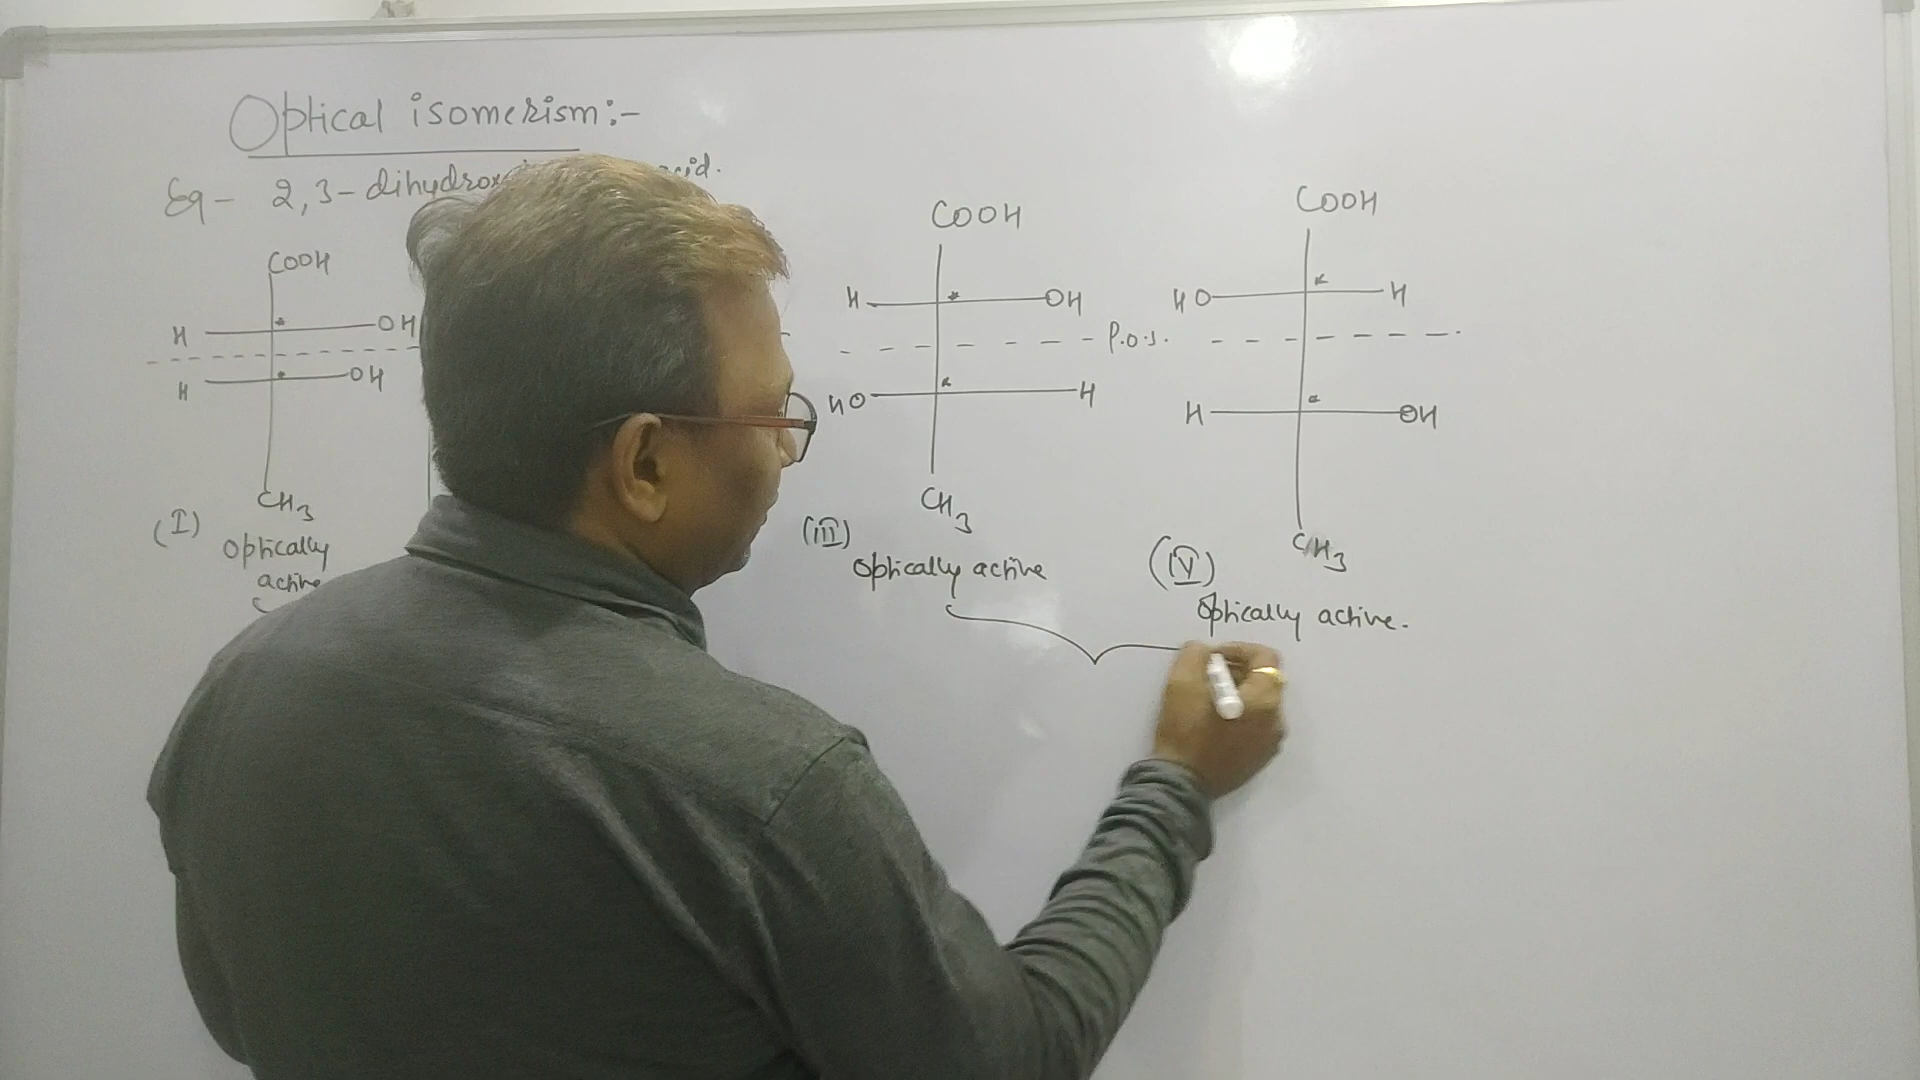 Optical isomerism:-
Eg- 2,3-dihydrox
COOH
H OH
H OH
CH3
(I)
Optically
active
COOH
H * OH
P.o.s.
HO H
CH3
(III)
Optically active
COOH
HO H
H OH
CH3
(IV)
Optically active.